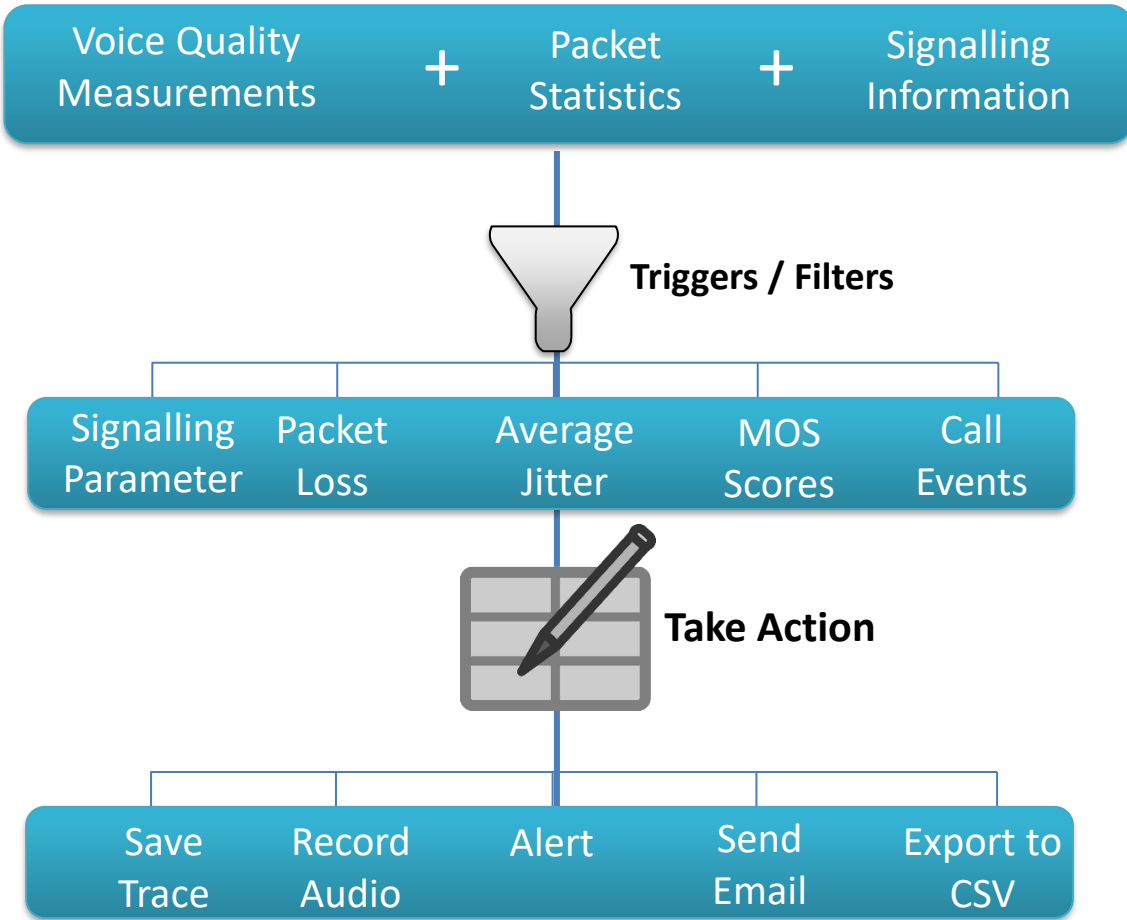 Voice Quality
Measurements
+
Packet
Statistics
+
Signalling
Information
Triggers / Filters
Signalling
Parameter
Packet
Loss
Average
Jitter
MOS
Scores
Call
Events
Take Action
Save
Trace
Record
Audio
Alert
Send
Email
Export to
CSV